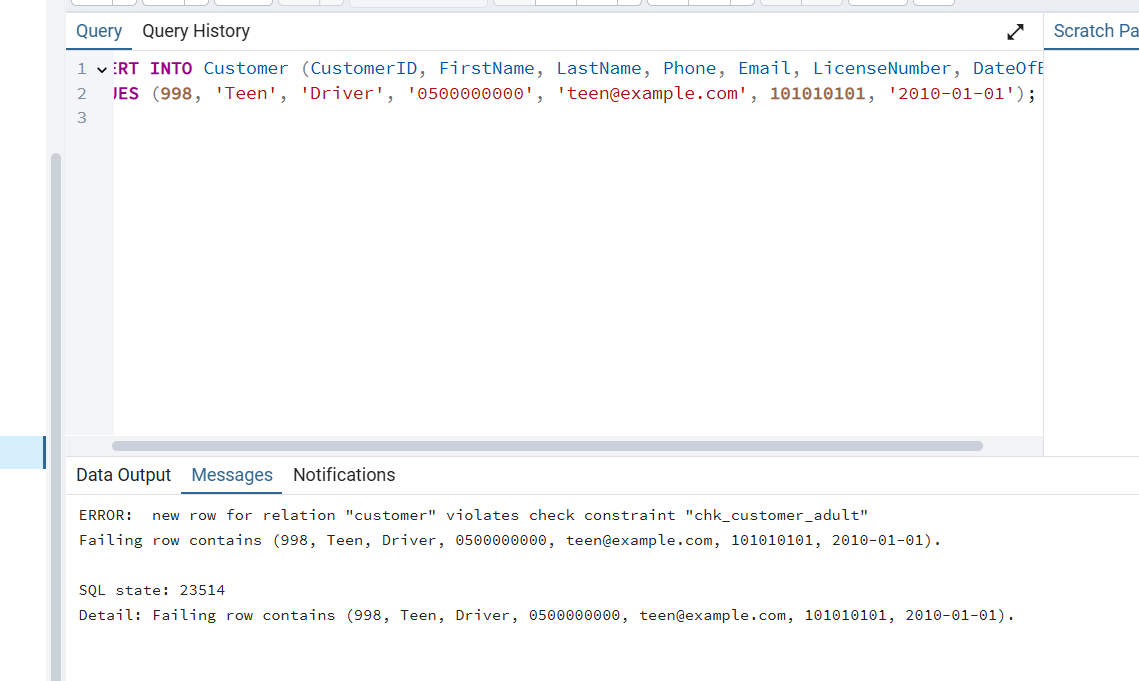 Query Query History Scratch Pa
1 ERT INTO Customer (CustomerID, FirstName, LastName, Phone, Email, LicenseNumber, DateOfB
2 UES (998, 'Teen', 'Driver', '0500000000', 'teen@example.com', 101010101, '2010-01-01');
3
Data Output Messages Notifications
ERROR:  new row for relation "customer" violates check constraint "chk_customer_adult"
Failing row contains (998, Teen, Driver, 0500000000, teen@example.com, 101010101, 2010-01-01).
SQL state: 23514
Detail: Failing row contains (998, Teen, Driver, 0500000000, teen@example.com, 101010101, 2010-01-01).